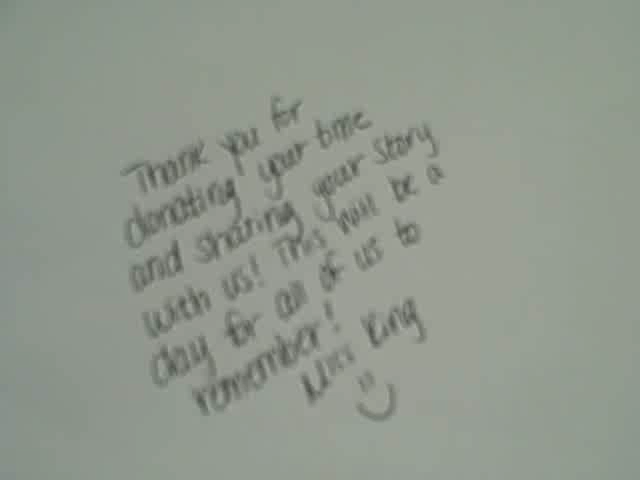 Thank you for
donating your time
and sharing your story
with us! This will be a
day for all of us to
remember!
Miss King